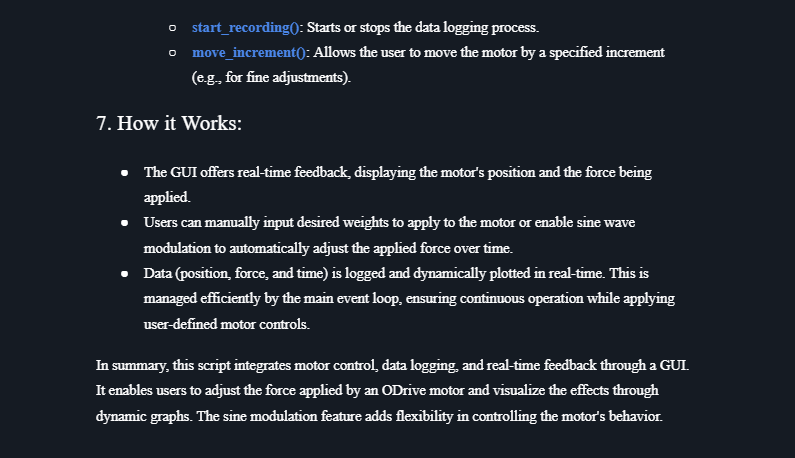 ○ start_recording(): Starts or stops the data logging process.
○ move_increment(): Allows the user to move the motor by a specified increment
(e.g., for fine adjustments).
7. How it Works:
● The GUI offers real-time feedback, displaying the motor's position and the force being
applied.
● Users can manually input desired weights to apply to the motor or enable sine wave
modulation to automatically adjust the applied force over time.
● Data (position, force, and time) is logged and dynamically plotted in real-time. This is
managed efficiently by the main event loop, ensuring continuous operation while applying
user-defined motor controls.
In summary, this script integrates motor control, data logging, and real-time feedback through a GUI.
It enables users to adjust the force applied by an ODrive motor and visualize the effects through
dynamic graphs. The sine modulation feature adds flexibility in controlling the motor's behavior.